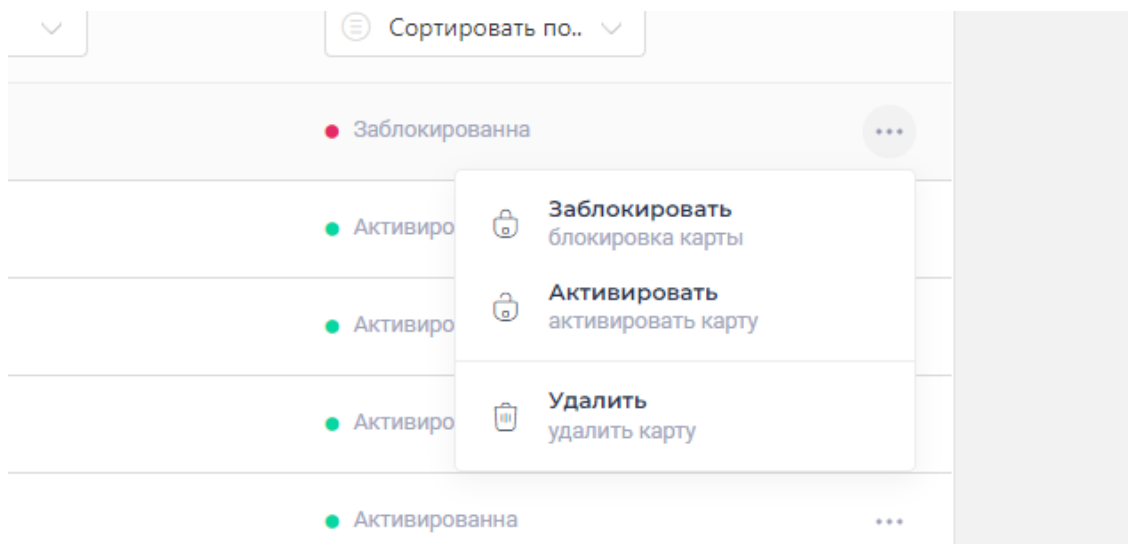 Сортировать по..
Заблокированна
Заблокировать
блокировка карты
Активиро
Активировать
активировать карту
Активиро
Удалить
удалить карту
Активиро
Активированна